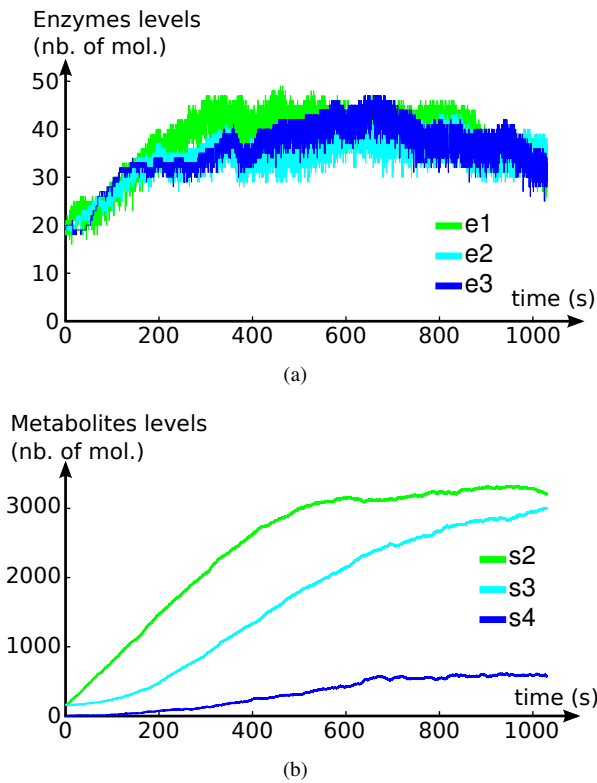 Enzymes levels
(nb. of mol.)
50
40
30
20
10
0
e1
e2
e3
time (s)
0 200 400 600 800 1000
(a)
Metabolites levels
(nb. of mol.)
3000
2000
1000
0
s2
s3
s4
time (s)
0 200 400 600 800 1000
(b)